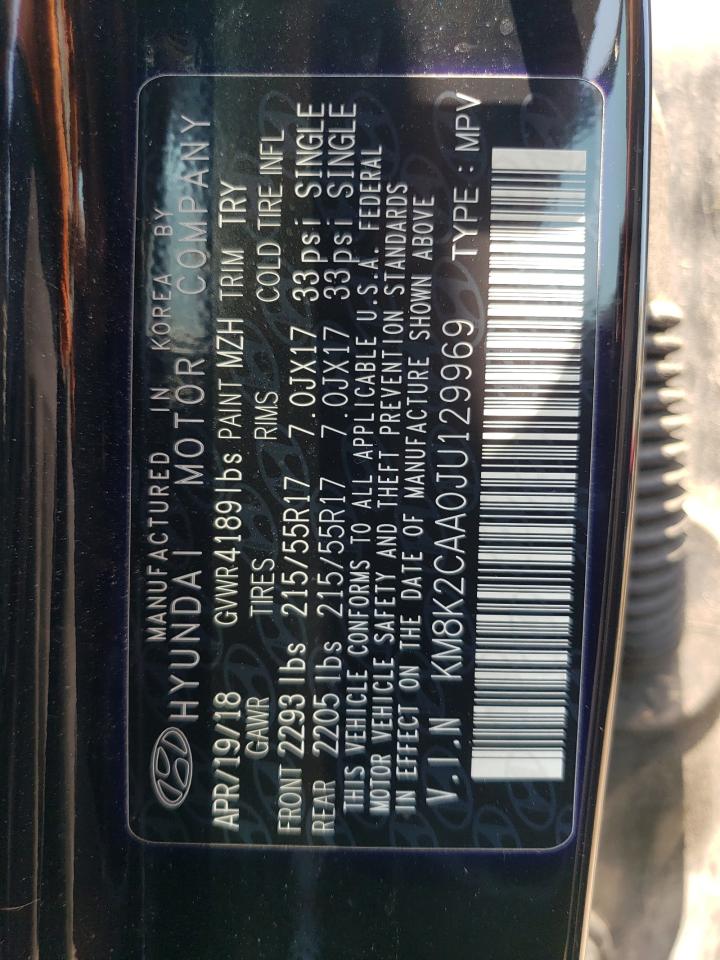 MANUFACTURED IN KOREA BY
HYUNDAI MOTOR COMPANY
APR/19/18 GVWR 4189 lbs PAINT MZH TRIM TRY
GAWR TIRES RIMS COLD TIRE.INFL
FRONT 2293 lbs 215/55R17 7.0JX17 33psi SINGLE
REAR 2205 lbs 215/55R17 7.0JX17 33psi SINGLE
THIS VEHICLE CONFORMS TO ALL APPLICABLE U.S.A. FEDERAL
MOTOR VEHICLE SAFETY AND THEFT PREVENTION STANDARDS
IN EFFECT ON THE DATE OF MANUFACTURE SHOWN ABOVE
V.I.N KM8K2CAA0JU129969 TYPE : MPV